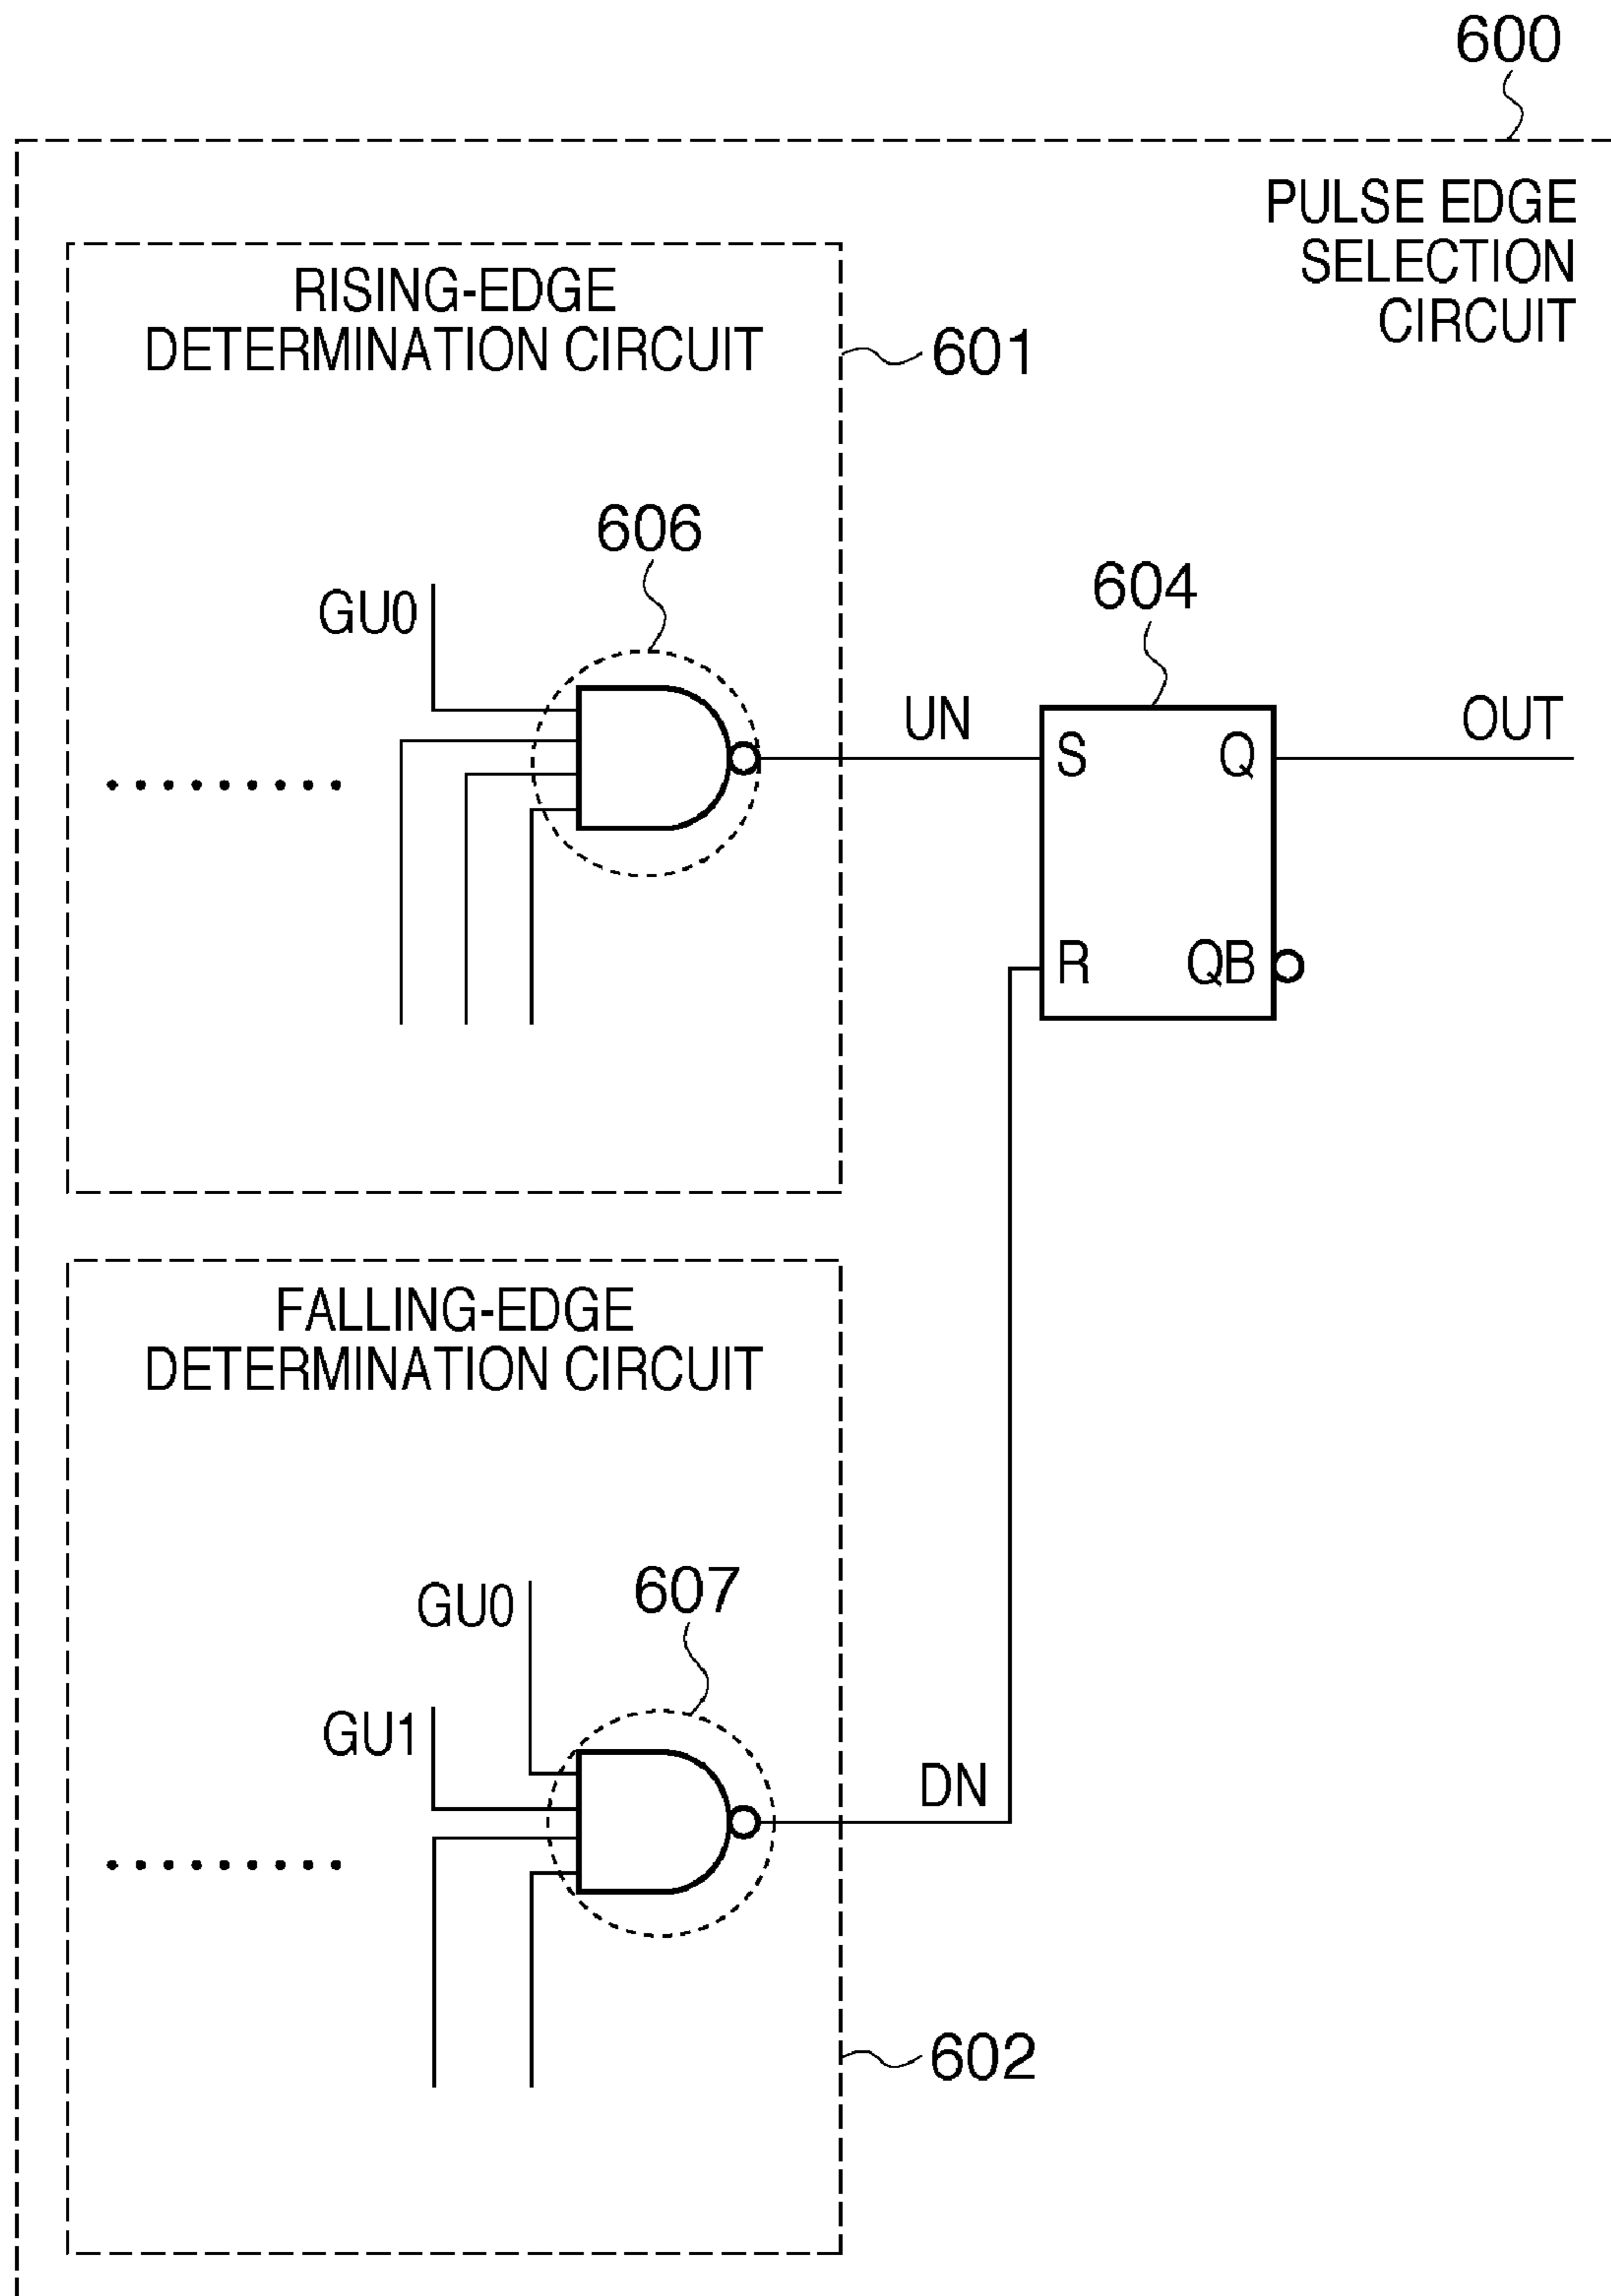 600
PULSE EDGE
SELECTION
CIRCUIT
RISING-EDGE
DETERMINATION CIRCUIT
601
606
GU0
604
UN
OUT
S
Q
R
QB
FALLING-EDGE
DETERMINATION CIRCUIT
607
GU0
GU1
DN
602